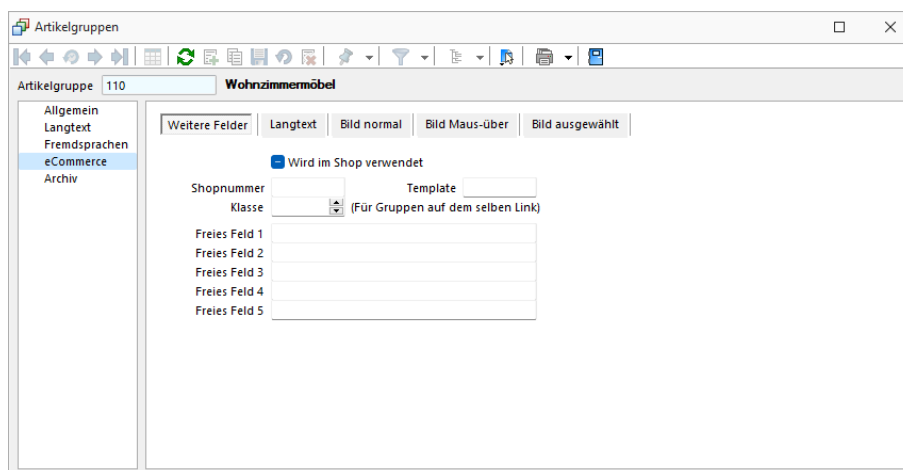 Artikelgruppen
Artikelgruppe 110 Wohnzimmermöbel
Allgemein
Langtext
Fremdsprachen
eCommerce
Archiv
Weitere Felder Langtext Bild normal Bild Maus-über Bild ausgewählt
Wird im Shop verwendet
Shopnummer Template
Klasse (Für Gruppen auf dem selben Link)
Freies Feld 1
Freies Feld 2
Freies Feld 3
Freies Feld 4
Freies Feld 5